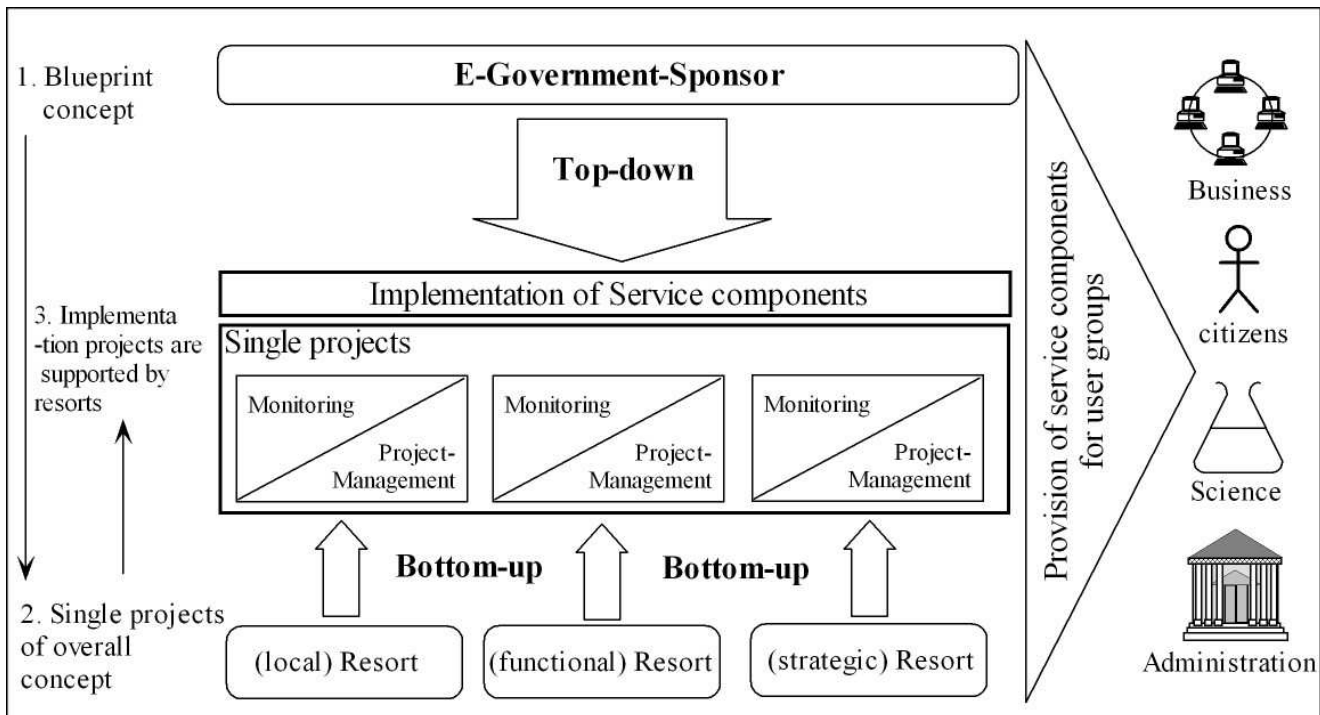 1. Blueprint
concept
E-Government-Sponsor
Top-down
Implementation of Service components
3. Implementa
-tion projects are
supported by
resorts
Single projects
Monitoring
Project-
Management
Monitoring
Project-
Management
Monitoring
Project-
Management
Bottom-up
Bottom-up
2. Single projects
of overall
concept
(local) Resort
(functional) Resort
(strategic) Resort
Provision of service components
for user groups
Business
citizens
Science
Administration